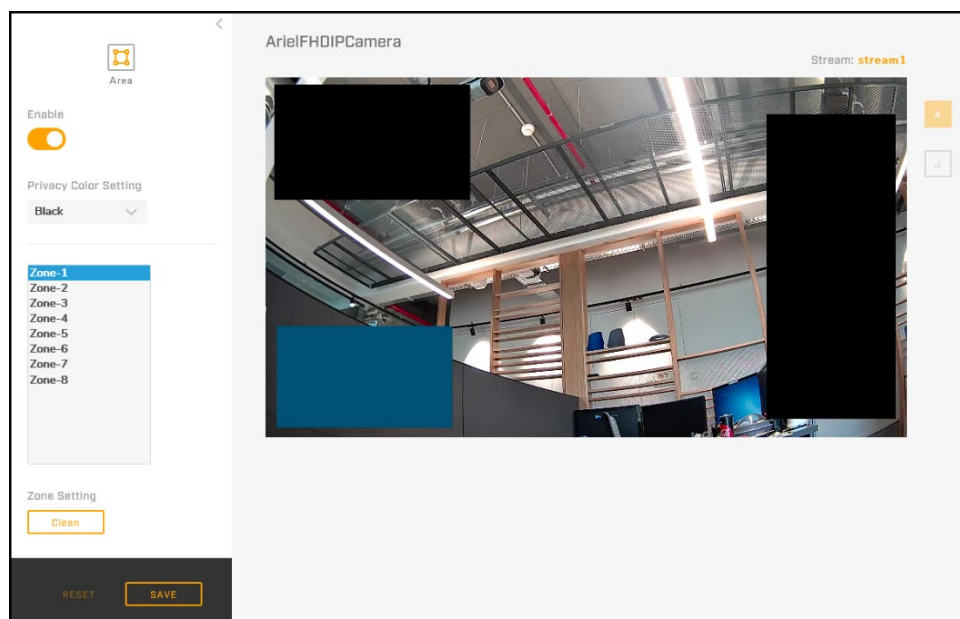 Area
Enable
Privacy Color Setting
Black
Zone-1
Zone-2
Zone-3
Zone-4
Zone-5
Zone-6
Zone-7
Zone-8
Zone Setting
Clean
RESET
SAVE
ArielFHDIPCamera
Stream: stream1
A
J